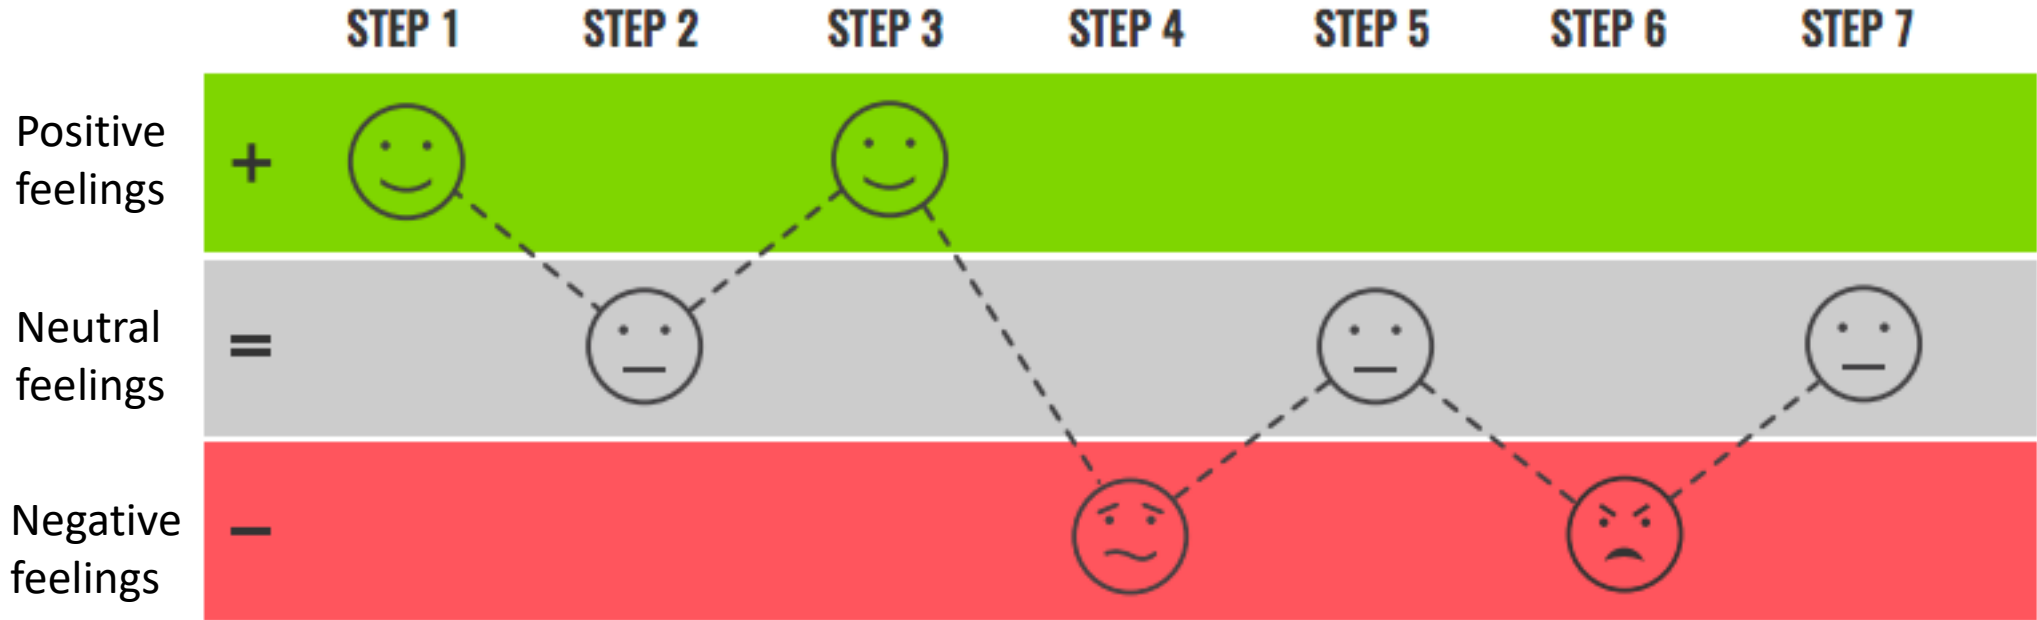 STEP 1 STEP 2 STEP 3 STEP 4 STEP 5 STEP 6 STEP 7
Positive
feelings
+
Neutral
feelings
=
Negative
feelings
−